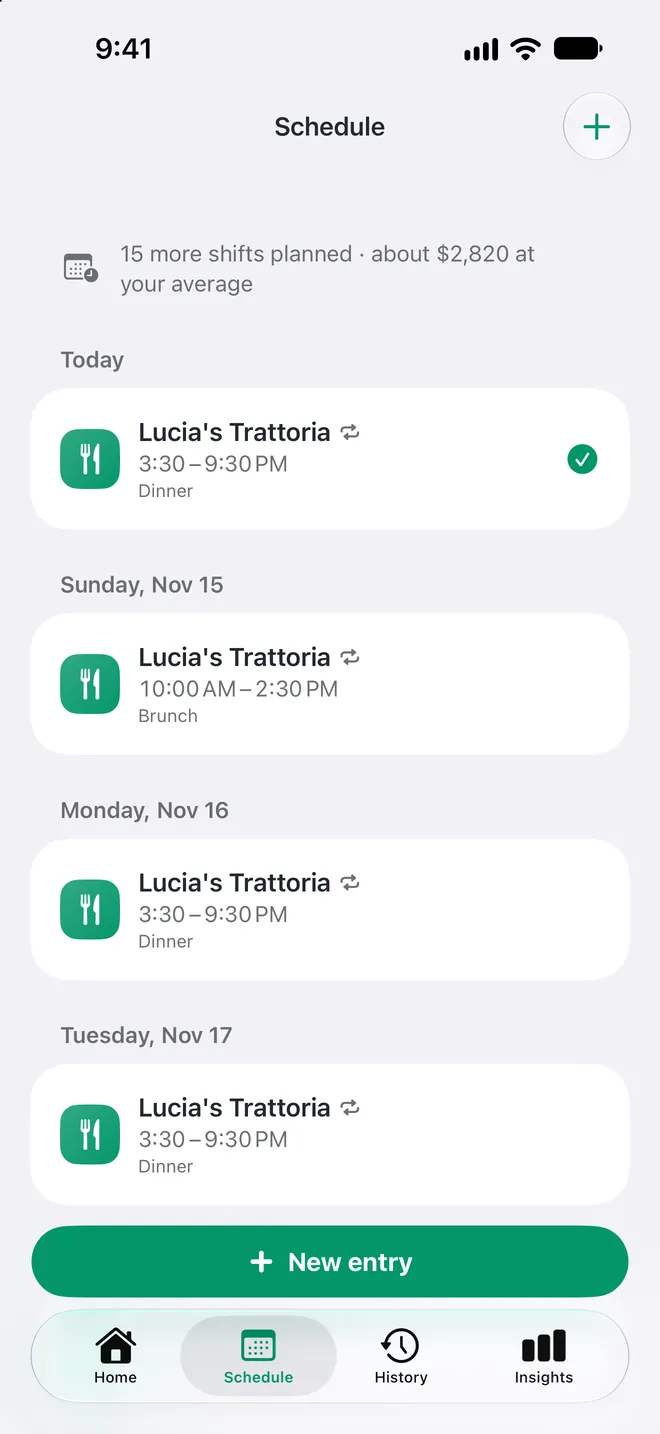 9:41
Schedule
15 more shifts planned · about $2,820 at
your average
Today
Lucia's Trattoria
3:30 – 9:30 PM
Dinner
Sunday, Nov 15
Lucia's Trattoria
10:00 AM – 2:30 PM
Brunch
Monday, Nov 16
Lucia's Trattoria
3:30 – 9:30 PM
Dinner
Tuesday, Nov 17
Lucia's Trattoria
3:30 – 9:30 PM
Dinner
New entry
Home
Schedule
History
Insights